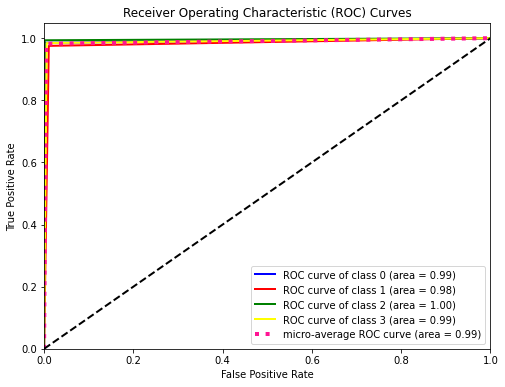 Receiver Operating Characteristic (ROC) Curves
True Positive Rate
1.0
0.8
0.6
0.4
0.2
0.0
ROC curve of class 0 (area = 0.99)
ROC curve of class 1 (area = 0.98)
ROC curve of class 2 (area = 1.00)
ROC curve of class 3 (area = 0.99)
micro-average ROC curve (area = 0.99)
0.0 0.2 0.4 0.6 0.8 1.0
False Positive Rate